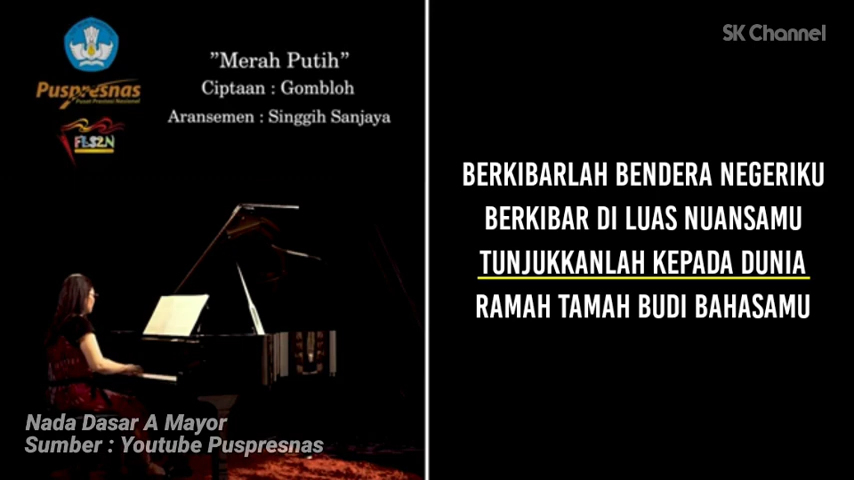 Puspresnas
Pusat Prestasi Nasional
FLS2N
"Merah Putih"
Ciptaan : Gombloh
Aransemen : Singgih Sanjaya
Nada Dasar A Mayor
Sumber : Youtube Puspresnas
SK Channel
BERKIBARLAH BENDERA NEGERIKU
BERKIBAR DI LUAS NUANSAMU
TUNJUKKANLAH KEPADA DUNIA
RAMAH TAMAH BUDI BAHASAMU